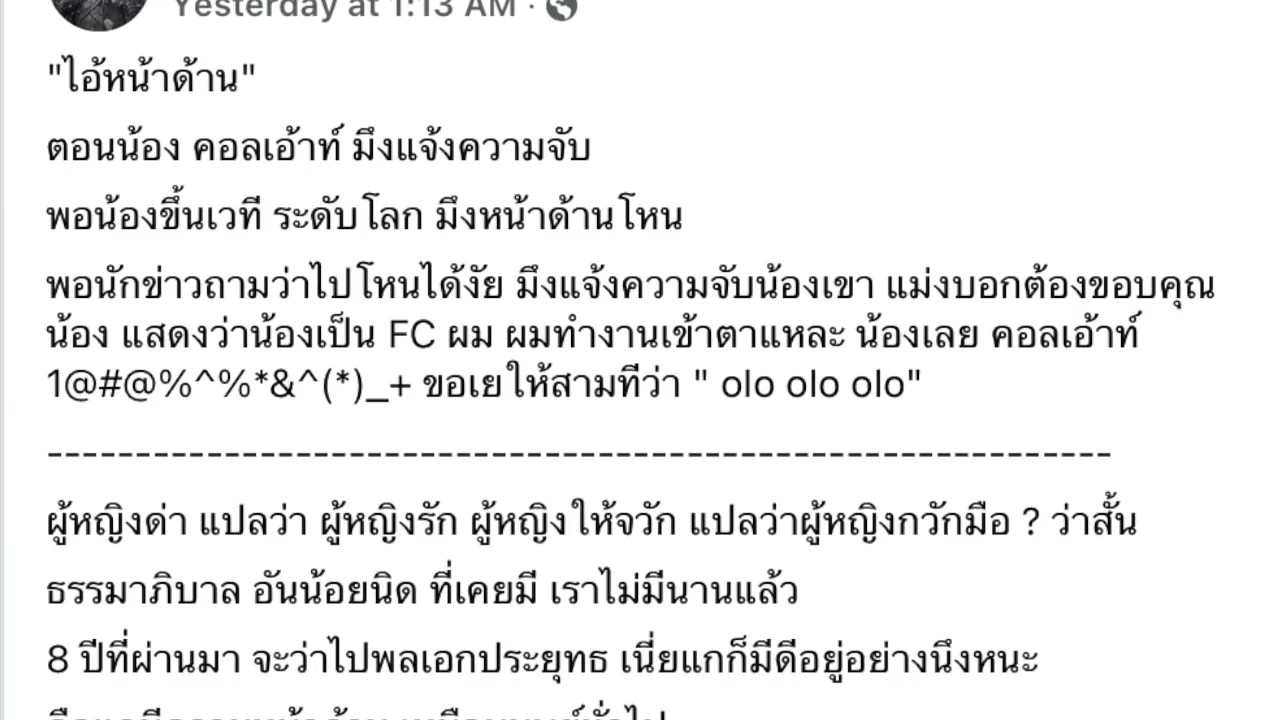 Yesterday at 1:13 AM ·
"ไอ้หน้าด้าน"
ตอนน้อง คอลเอ้าท์ มึงแจ้งความจับ
พอน้องขึ้นเวที ระดับโลก มึงหน้าด้านโหน
พอนักข่าวถามว่าไปโหนได้งัย มึงแจ้งความจับน้องเขา แม่งบอกต้องขอบคุณ
น้อง แสดงว่าน้องเป็น FC ผม ผมทำงานเข้าตาแหละ น้องเลย คอลเอ้าท์
1@#@%^%*&^(*)_+ ขอเยให้สามทีว่า " olo olo olo"
-------------------------------------------------------------
ผู้หญิงด่า แปลว่า ผู้หญิงรัก ผู้หญิงให้จวัก แปลว่าผู้หญิงกวักมือ ? ว่าสั้น
ธรรมาภิบาล อันน้อยนิด ที่เคยมี เราไม่มีนานแล้ว
8 ปีที่ผ่านมา จะว่าไปพลเอกประยุทธ เนี่ยแกก็มีดีอยู่อย่างนึงหนะ